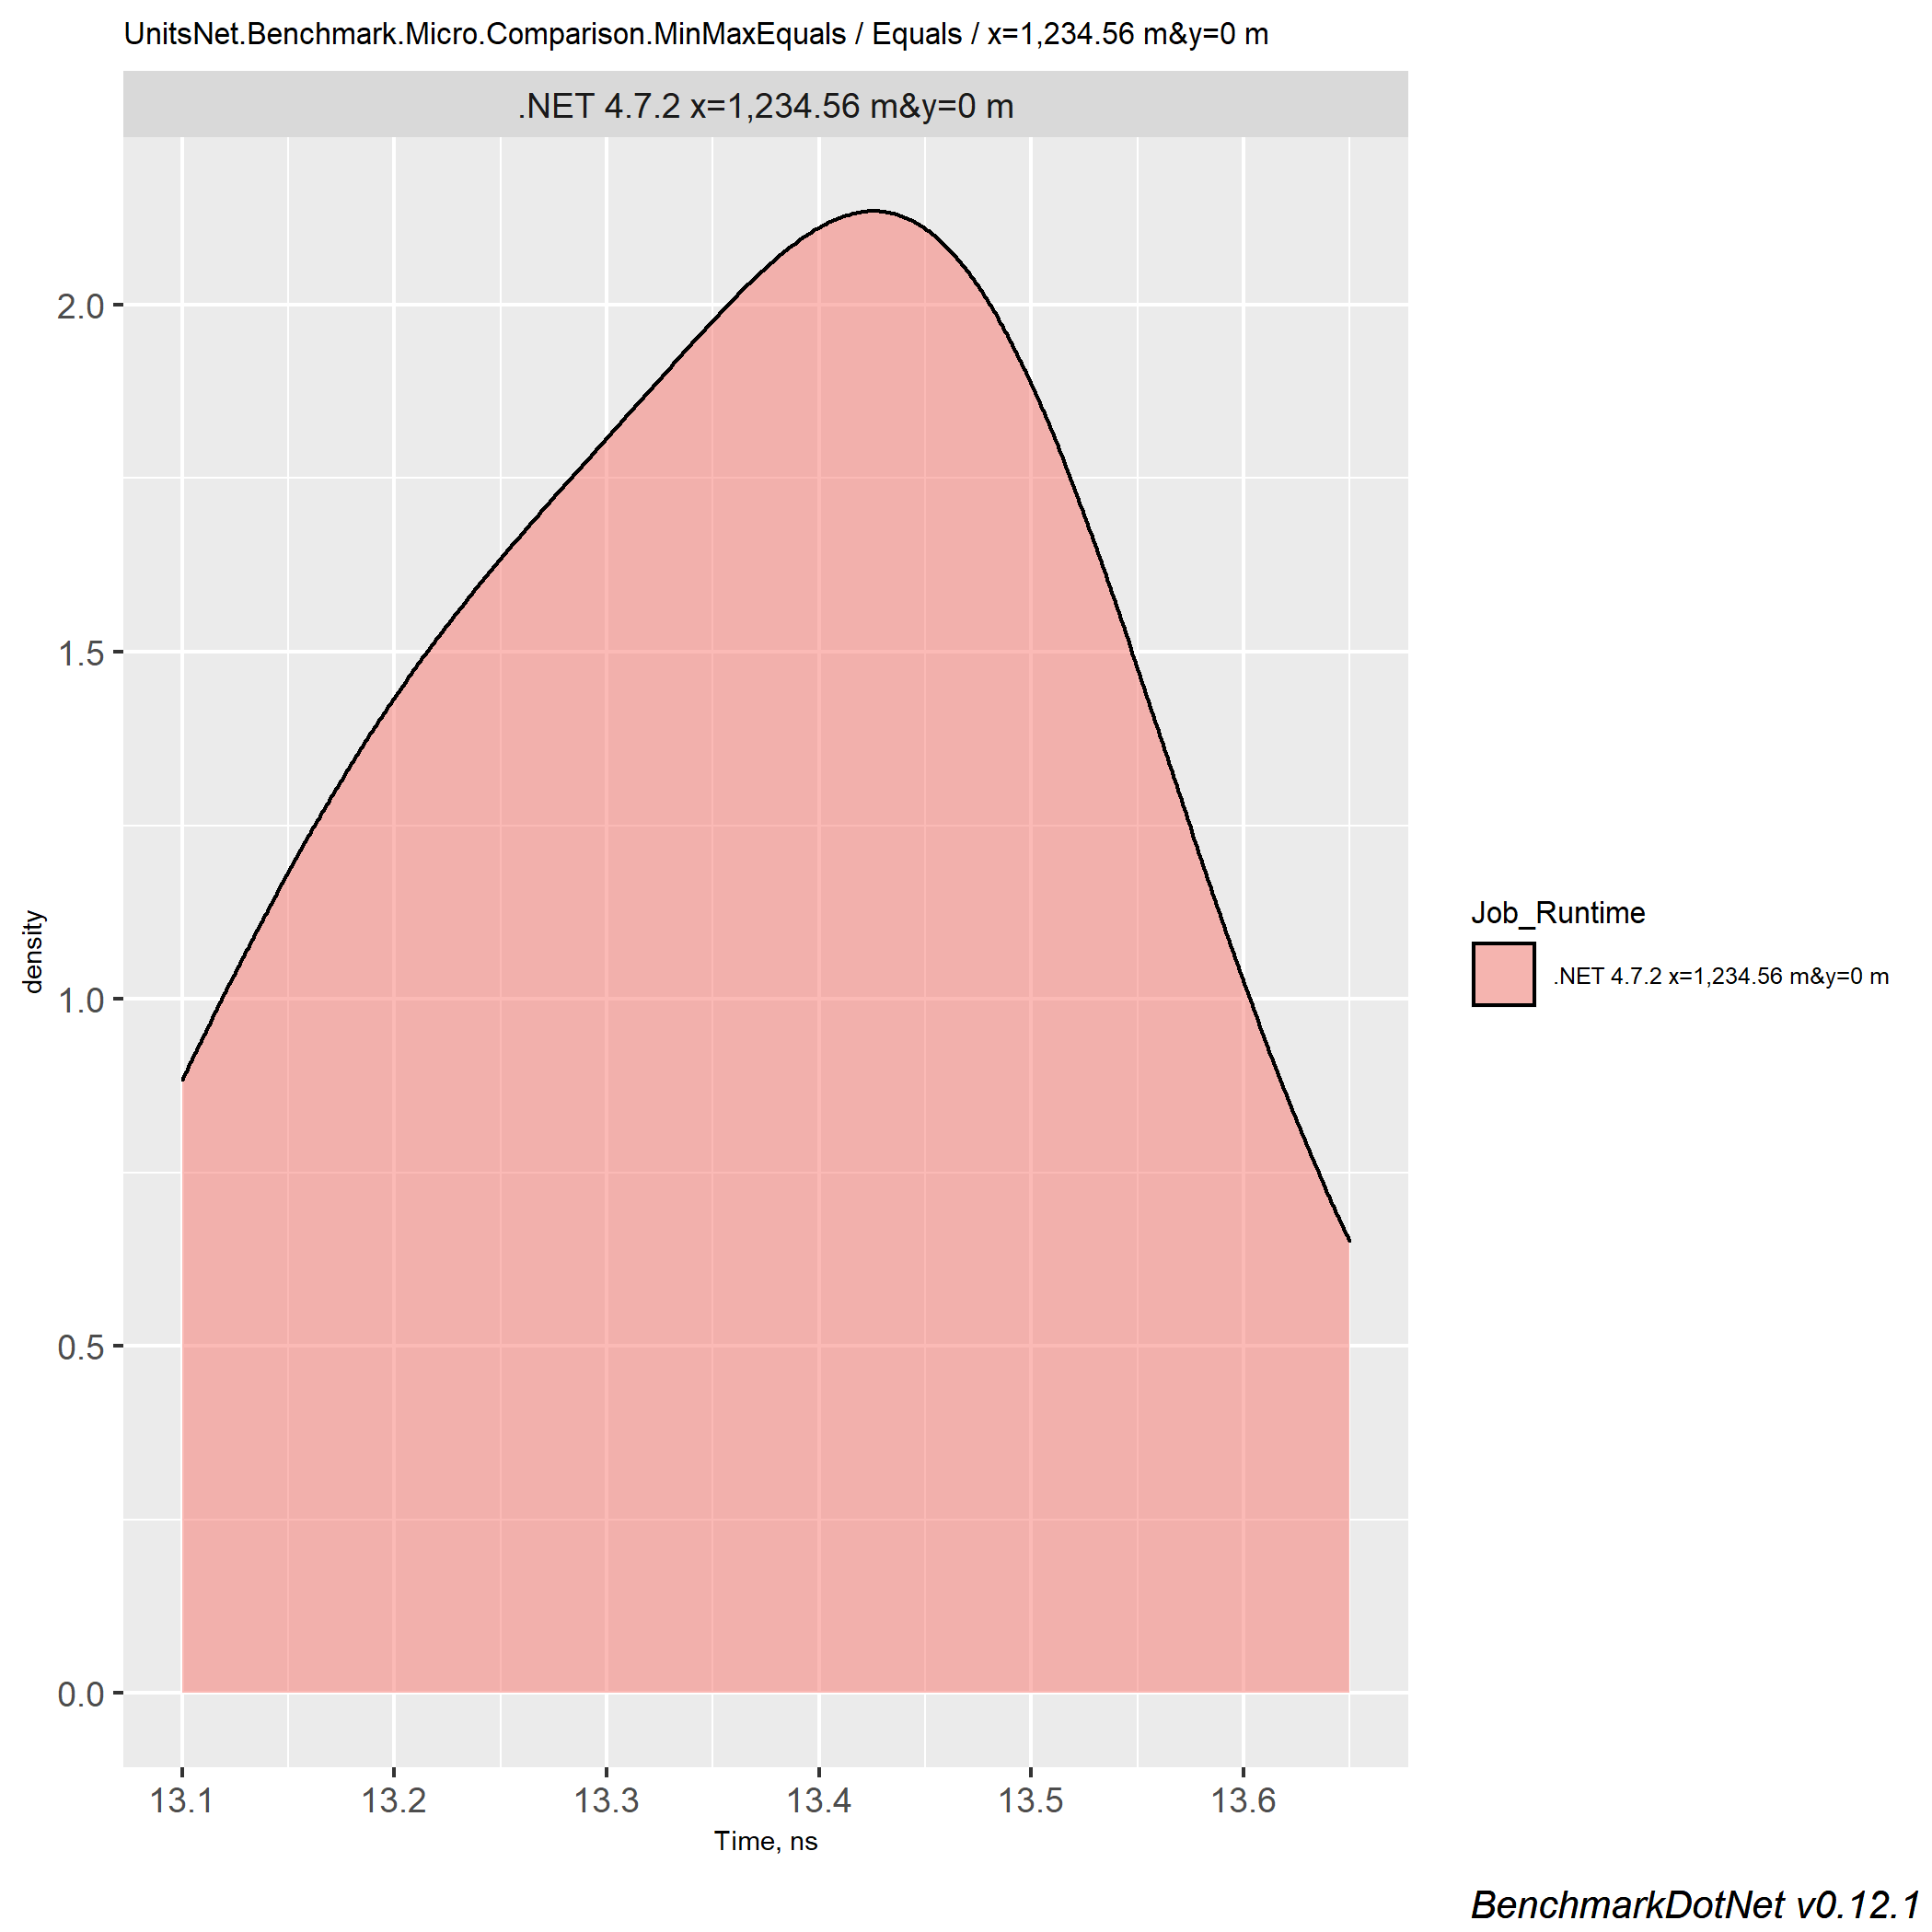 UnitsNet.Benchmark.Micro.Comparison.MinMaxEquals / Equals / x=1,234.56 m&y=0 m
.NET 4.7.2 x=1,234.56 m&y=0 m
2.0
1.5
1.0
0.5
0.0
density
13.1 13.2 13.3 13.4 13.5 13.6
Time, ns
Job_Runtime
.NET 4.7.2 x=1,234.56 m&y=0 m
BenchmarkDotNet v0.12.1